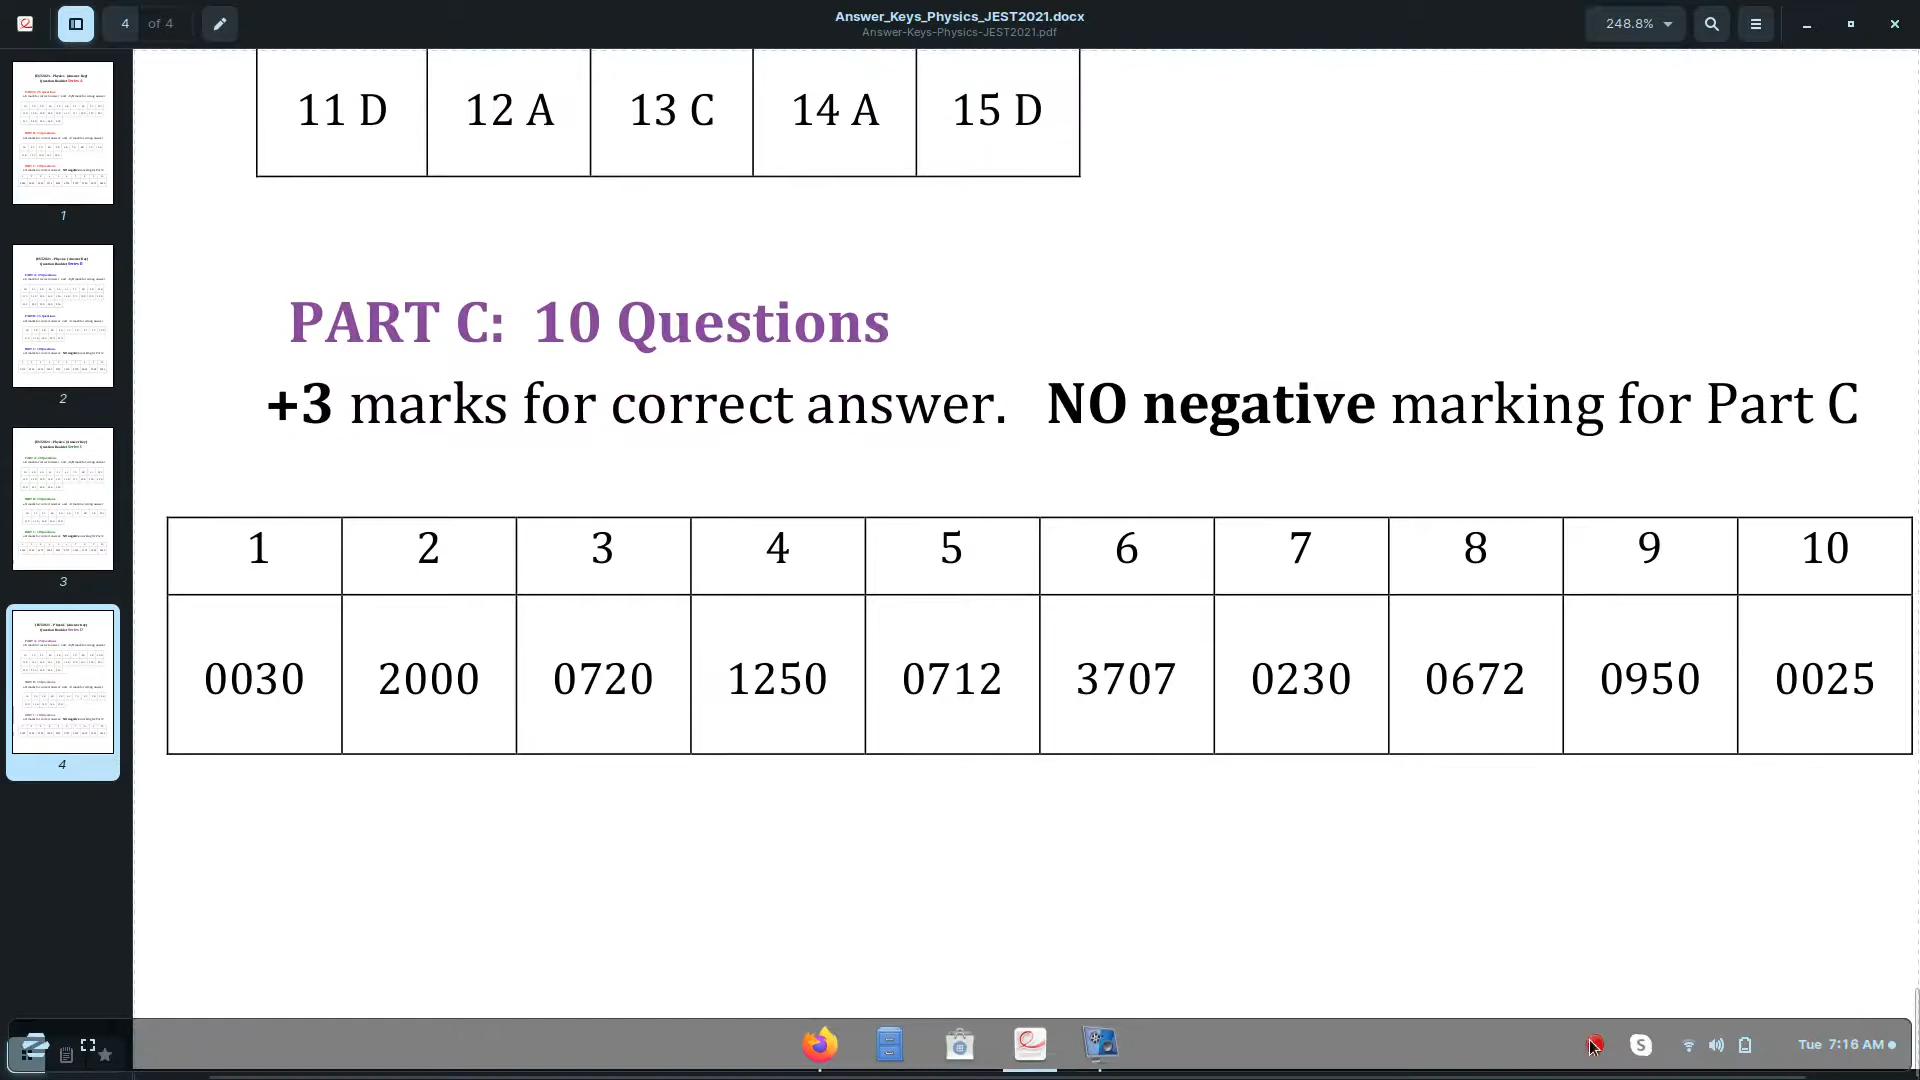 4 of 4
Answer_Keys_Physics_JEST2021.docx
Answer-Keys-Physics-JEST2021.pdf
248.8%
11 D 12 A 13 C 14 A 15 D
PART C: 10 Questions
+3 marks for correct answer. NO negative marking for Part C
1 2 3 4 5 6 7 8 9 10
0030 2000 0720 1250 0712 3707 0230 0672 0950 0025
1
2
3
4
Tue 7:16 AM